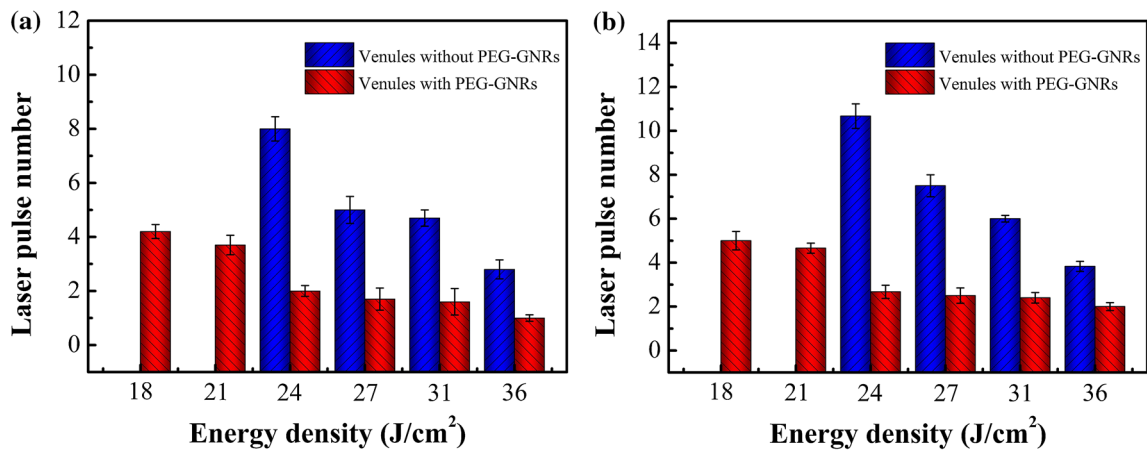 (a)
12
10
8
6
4
2
0
Laser pulse number
Venules without PEG-GNRs
Venules with PEG-GNRs
18 21 24 27 31 36
Energy density (J/cm²)
(b)
14
12
10
8
6
4
2
0
Laser pulse number
Venules without PEG-GNRs
Venules with PEG-GNRs
18 21 24 27 31 36
Energy density (J/cm²)